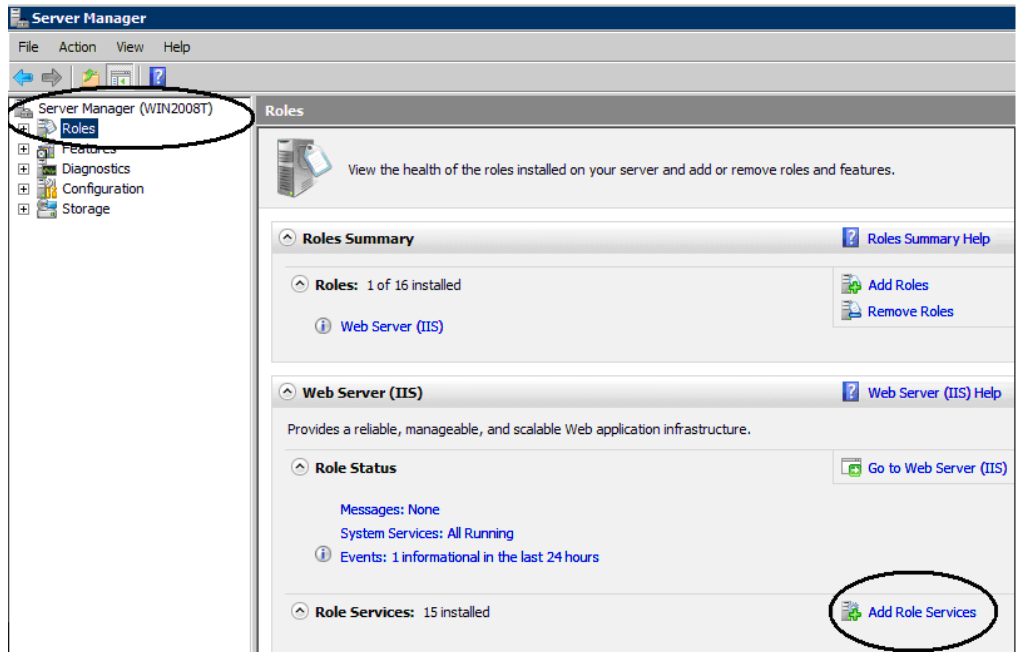 Server Manager
File Action View Help
Server Manager (WIN2008T)
Roles
Features
Diagnostics
Configuration
Storage
Roles
View the health of the roles installed on your server and add or remove roles and features.
Roles Summary
Roles Summary Help
Roles: 1 of 16 installed
Add Roles
Remove Roles
Web Server (IIS)
Web Server (IIS)
Web Server (IIS) Help
Provides a reliable, manageable, and scalable Web application infrastructure.
Role Status
Go to Web Server (IIS)
Messages: None
System Services: All Running
Events: 1 informational in the last 24 hours
Role Services: 15 installed
Add Role Services